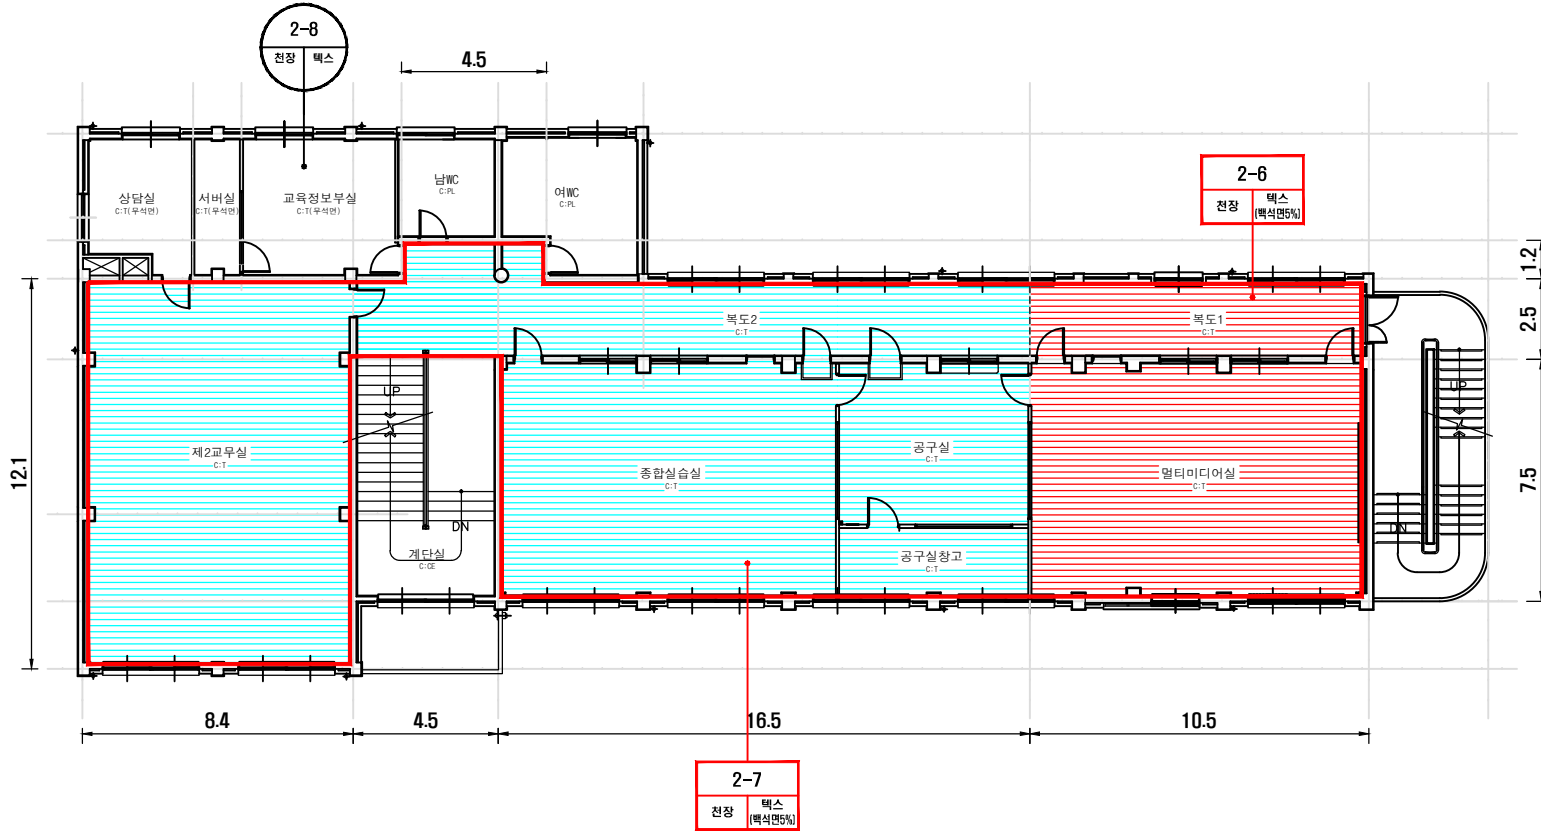 2-8
천장 텍스
4.5
상담실
C:T(무석면)
서버실
C:T(무석면)
교육정보부실
C:T(무석면)
남WC
C:PL
여WC
C:PL
2-6
천장 텍스
(백석면5%)
1.2
2.5
7.5
12.1
복도2
C:T
복도1
C:T
UP
DN
계단실
C:CE
제2교무실
C:T
종합실습실
C:T
공구실
C:T
공구실창고
C:T
멀티미디어실
C:T
UP
DN
8.4
4.5
16.5
10.5
2-7
천장 텍스
(백석면5%)